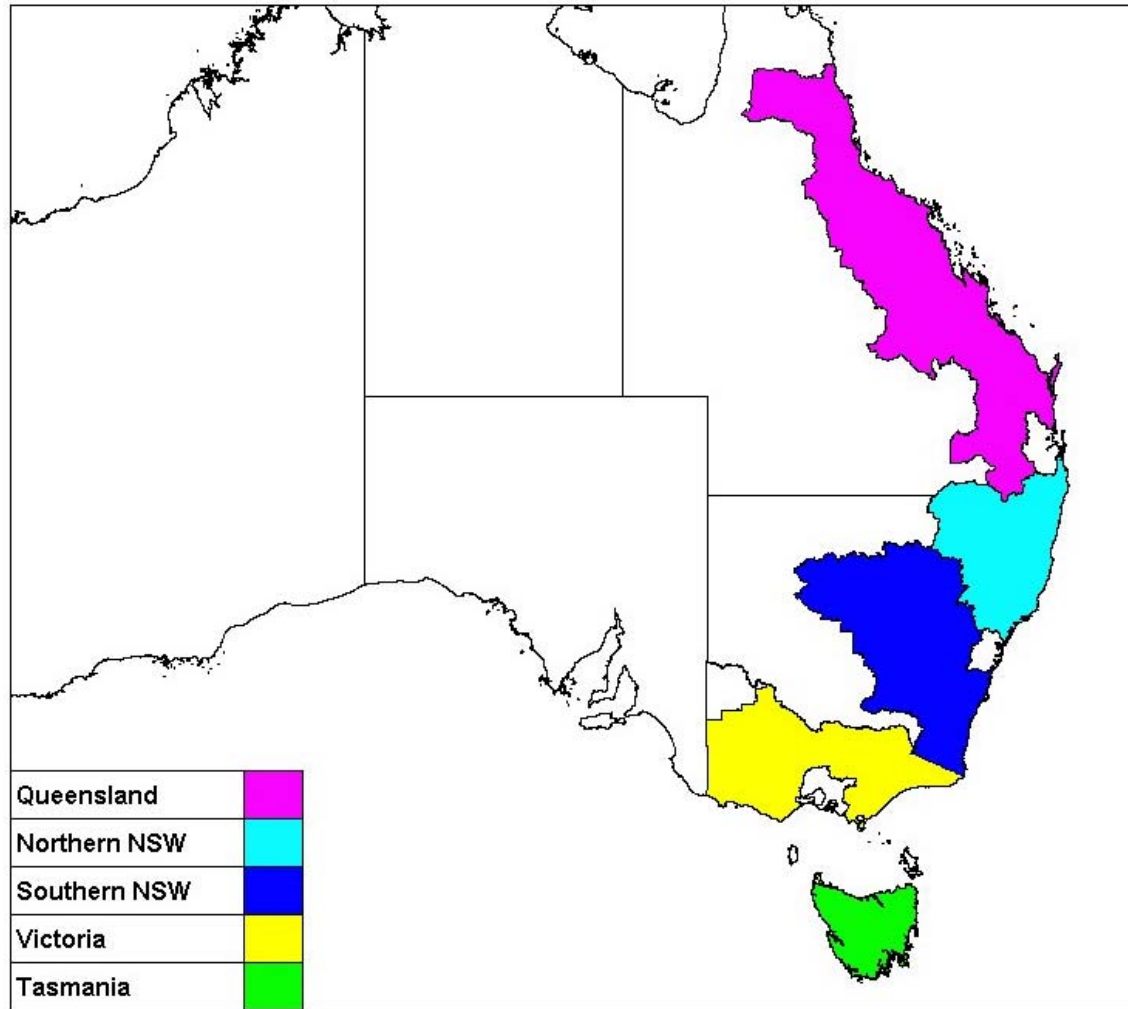 Queensland
Northern NSW
Southern NSW
Victoria
Tasmania